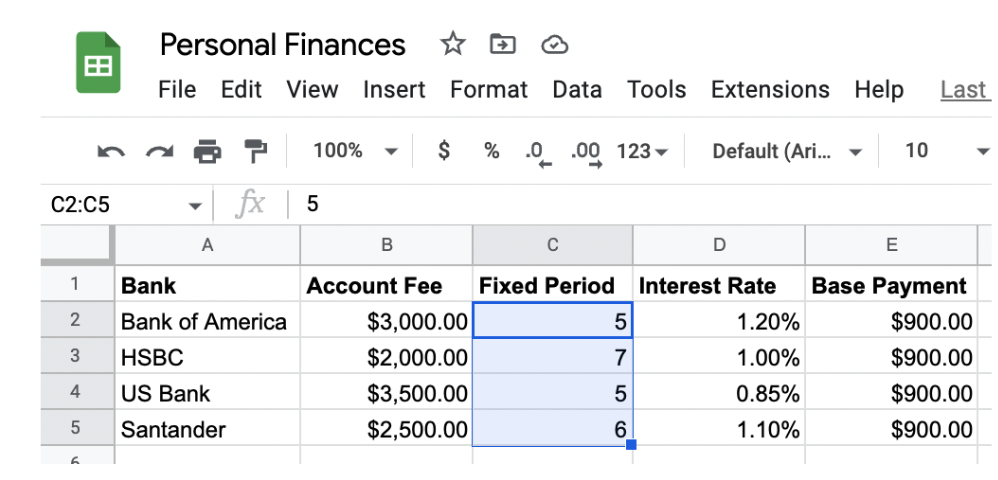 Personal Finances
File Edit View Insert Format Data Tools Extensions Help Last
100% $ % .0 .00 123 Default (Ari... 10
C2:C5 fx 5
A B C D E
1 Bank Account Fee Fixed Period Interest Rate Base Payment
2 Bank of America $3,000.00 5 1.20% $900.00
3 HSBC $2,000.00 7 1.00% $900.00
4 US Bank $3,500.00 5 0.85% $900.00
5 Santander $2,500.00 6 1.10% $900.00
6